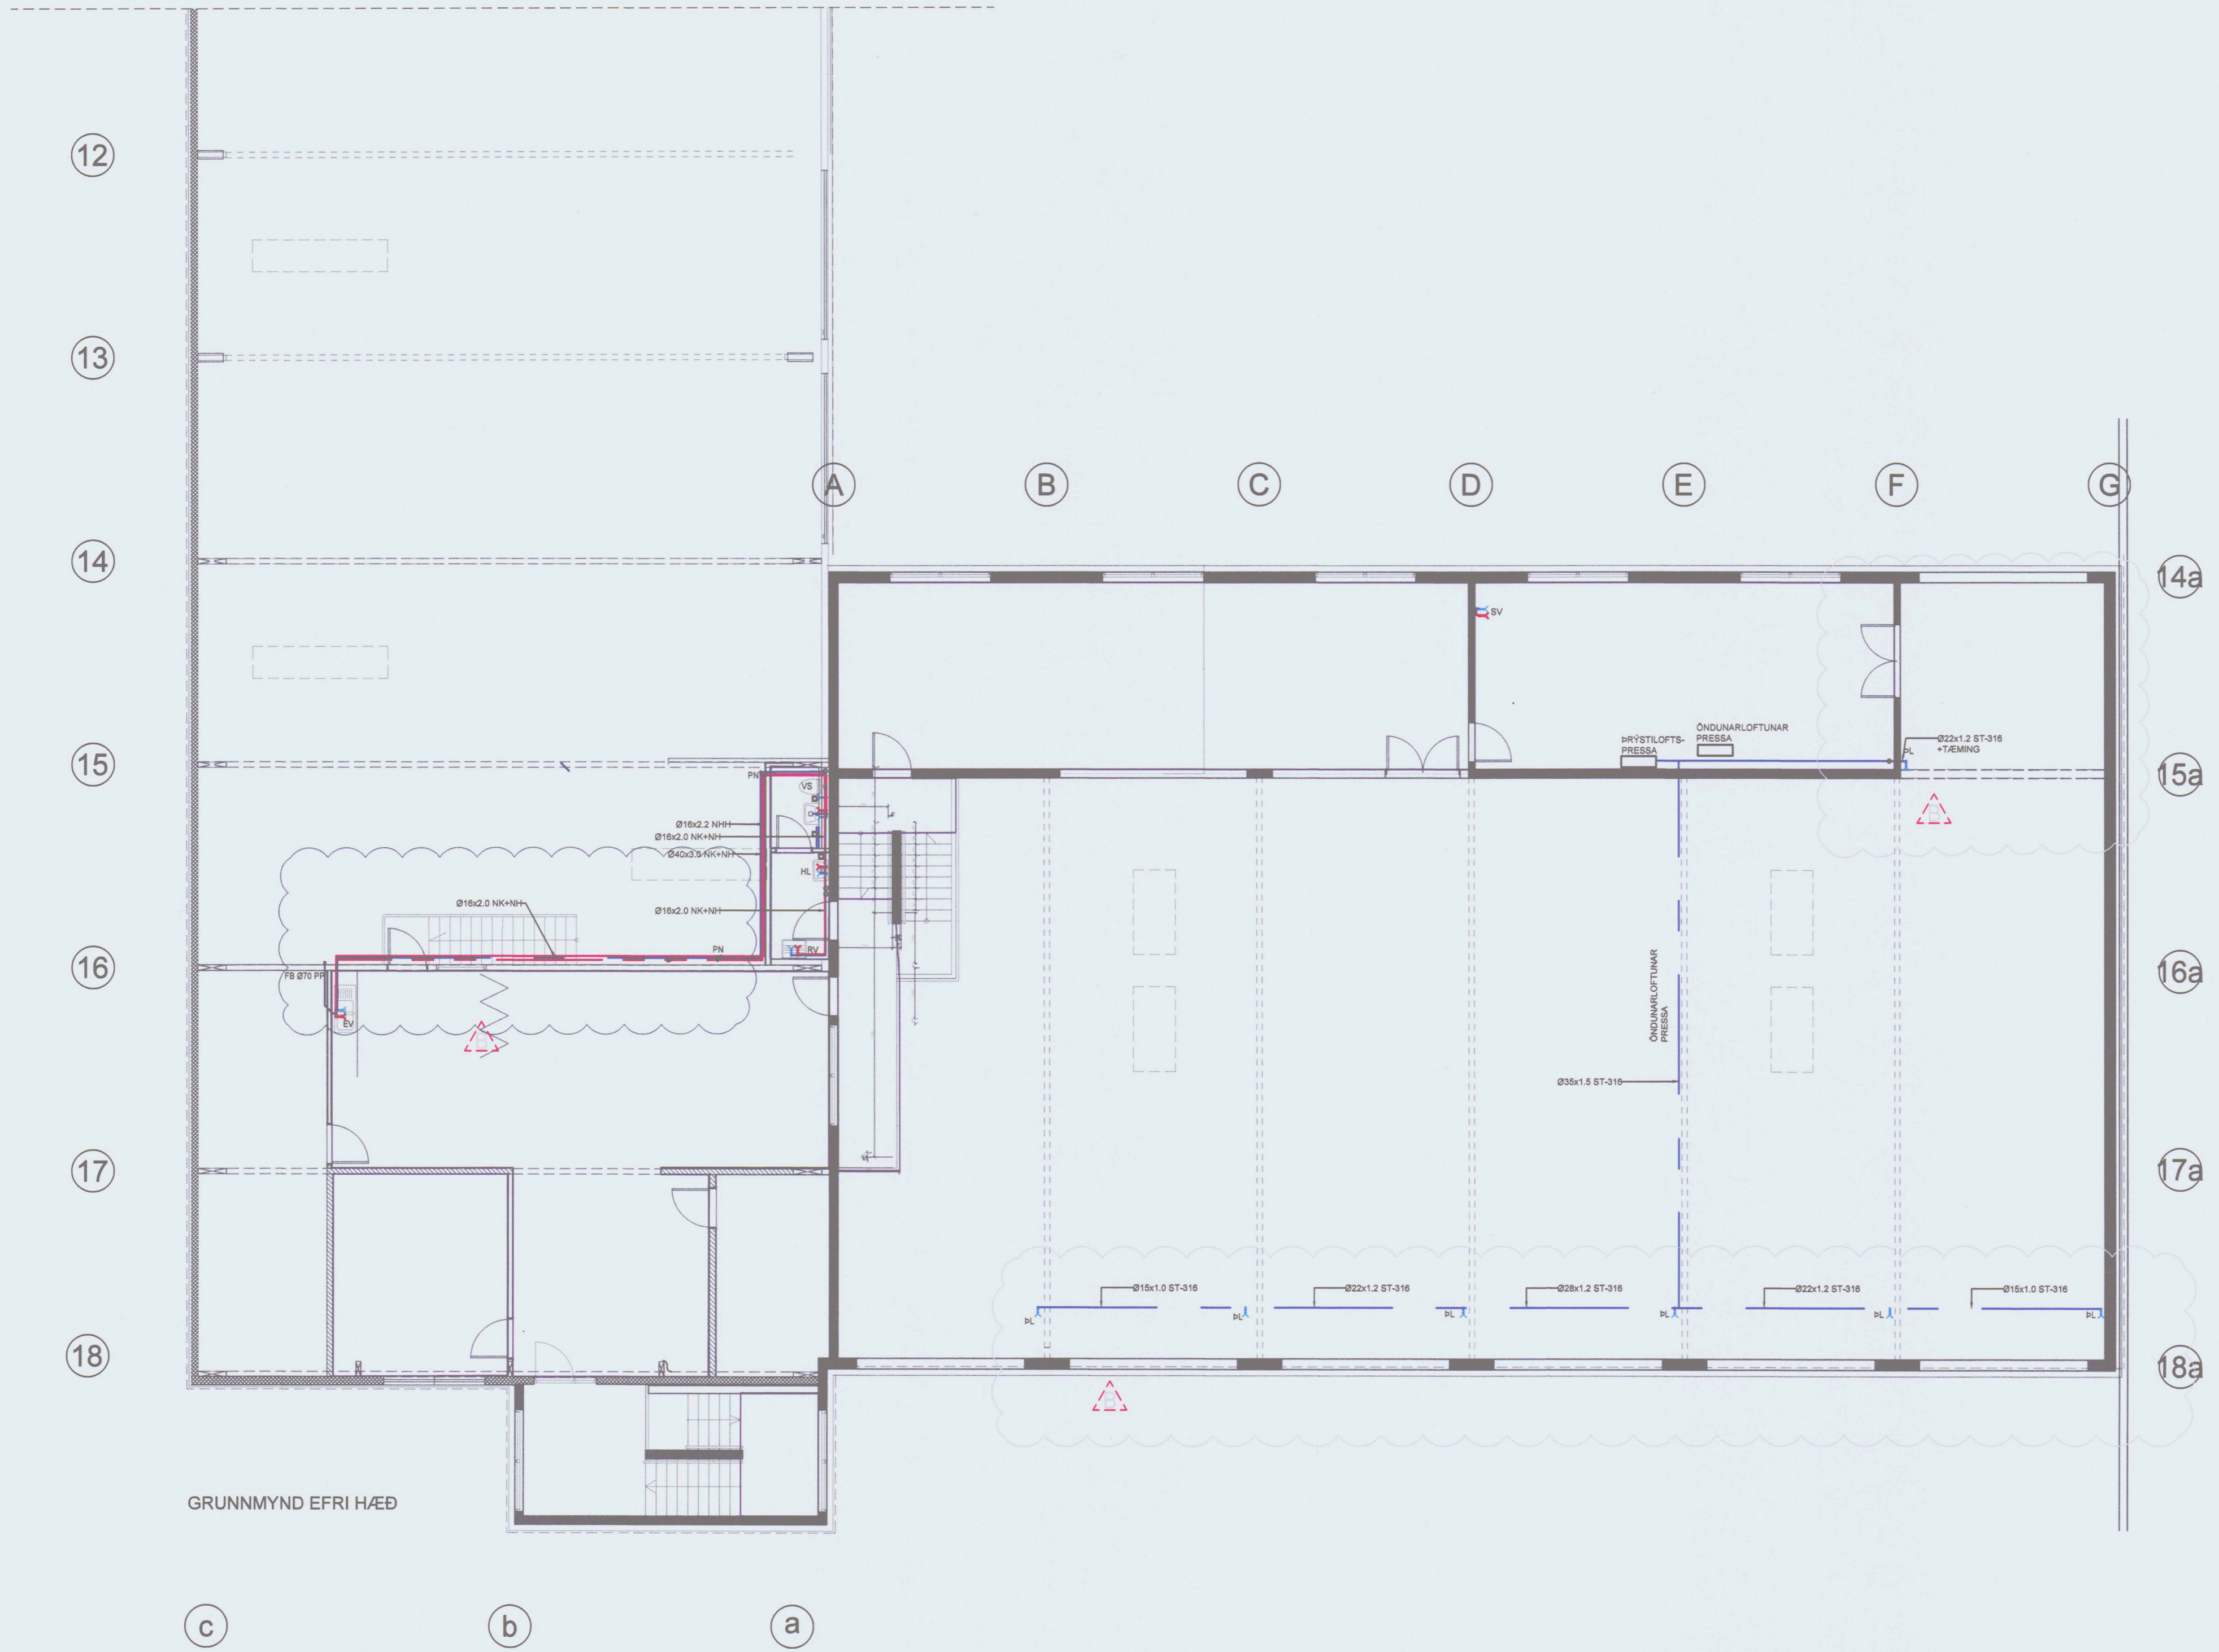 12
13
A
B
C
D
E
F
G
14
14a
SV
ÖNDUNARLOFTUNAR
PRESSA
ÞRÝSTILOFTS-
PRESSA
Ø22x1.2 ST-316
+TÆMING
ÞL
15
15a
PN
VS
Ø16x2.2 NHH
Ø16x2.0 NK+NH
Ø40x3.9 NK+NH
HL
Ø16x2.0 NK+NH
Ø16x2.0 NK+NH
PN
RV
16
16a
FB Ø70 PP
EV
B
B
ÖNDUNARLOFTUNAR
PRESSA
Ø35x1.5 ST-316
17
17a
Ø15x1.0 ST-316
Ø22x1.2 ST-316
Ø28x1.2 ST-316
Ø22x1.2 ST-316
Ø15x1.0 ST-316
ÞL
ÞL
ÞL
ÞL
ÞL
ÞL
18
18a
B
GRUNNMYND EFRI HÆÐ
c
b
a